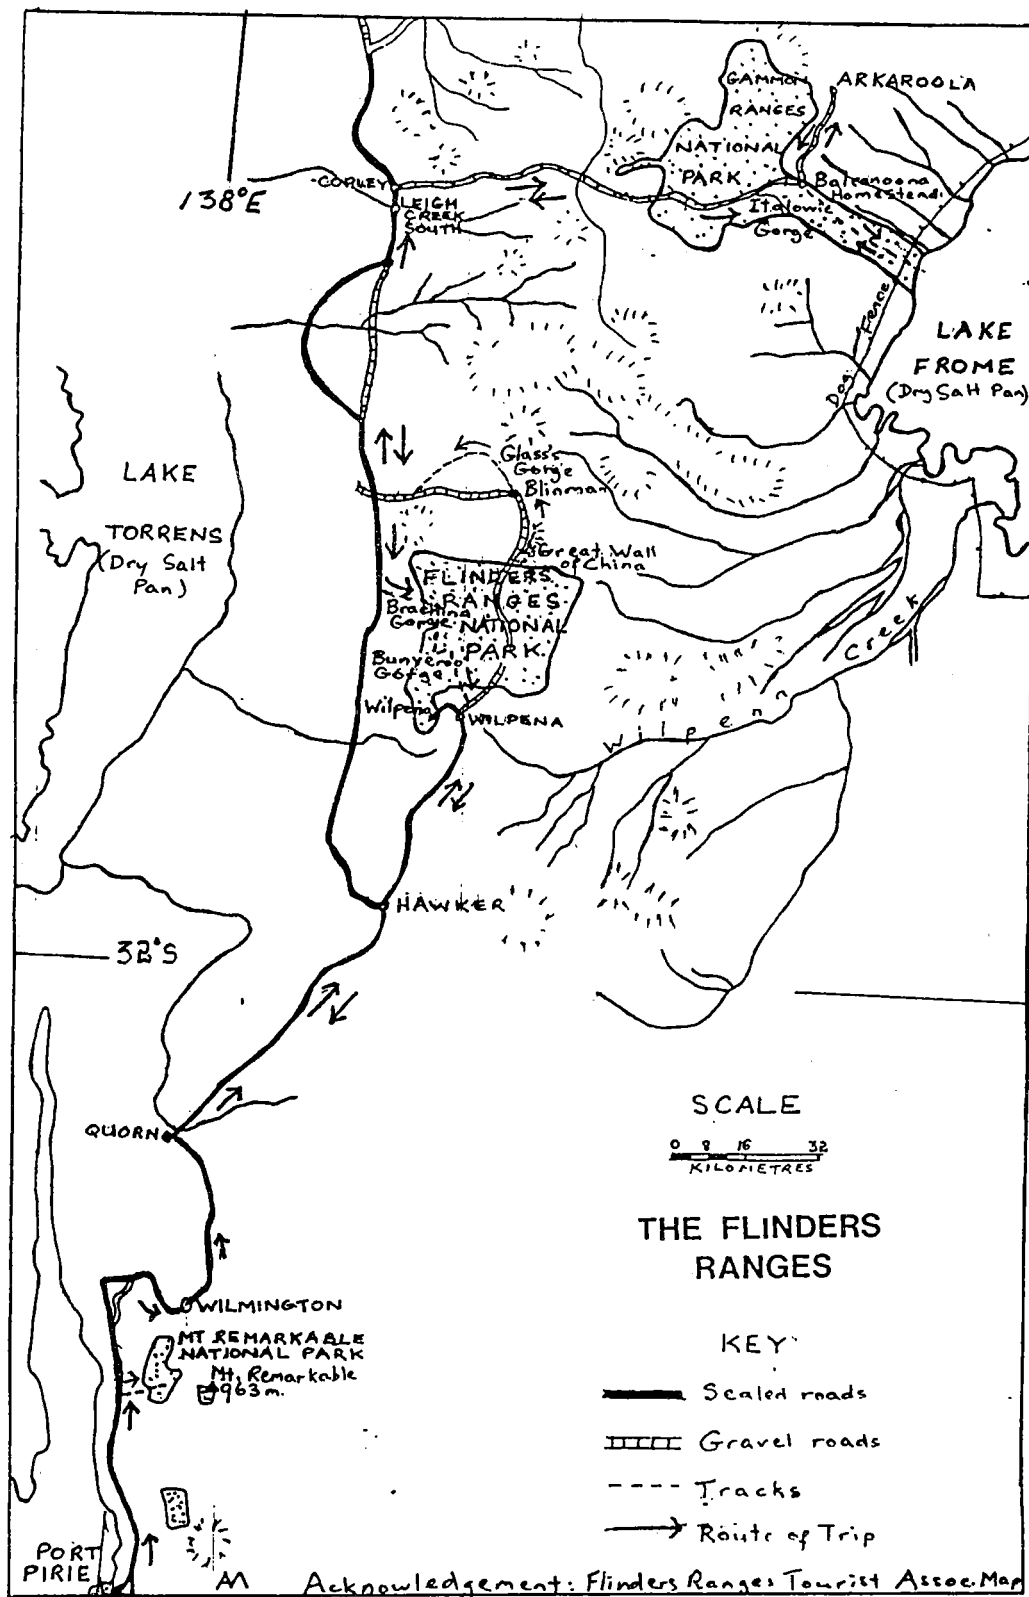 GAMMON
RANGES
NATIONAL
PARK
ARKAROOLA
Balcanoona
Homestead
Italowie
Gorge
138°E
COPLEY
LEIGH
CREEK
SOUTH
Dog Fence
LAKE
FROME
(Dry Salt Pan)
LAKE
TORRENS
(Dry Salt
Pan)
Glass's
Gorge
Blinman
Great Wall
of China
FLINDERS
RANGES
NATIONAL
PARK
Brachina
Gorge
Bunyeroo
Gorge
Wilpena
WILPENA
Wilpena Creek
HAWKER
32°S
QUORN
SCALE
0 8 16 32
KILOMETRES
THE FLINDERS
RANGES
WILMINGTON
MT REMARKABLE
NATIONAL PARK
Mt. Remarkable
963m.
KEY
Sealed roads
Gravel roads
Tracks
Route of Trip
PORT
PIRIE
Acknowledgement: Flinders Ranges Tourist Assoc. Map